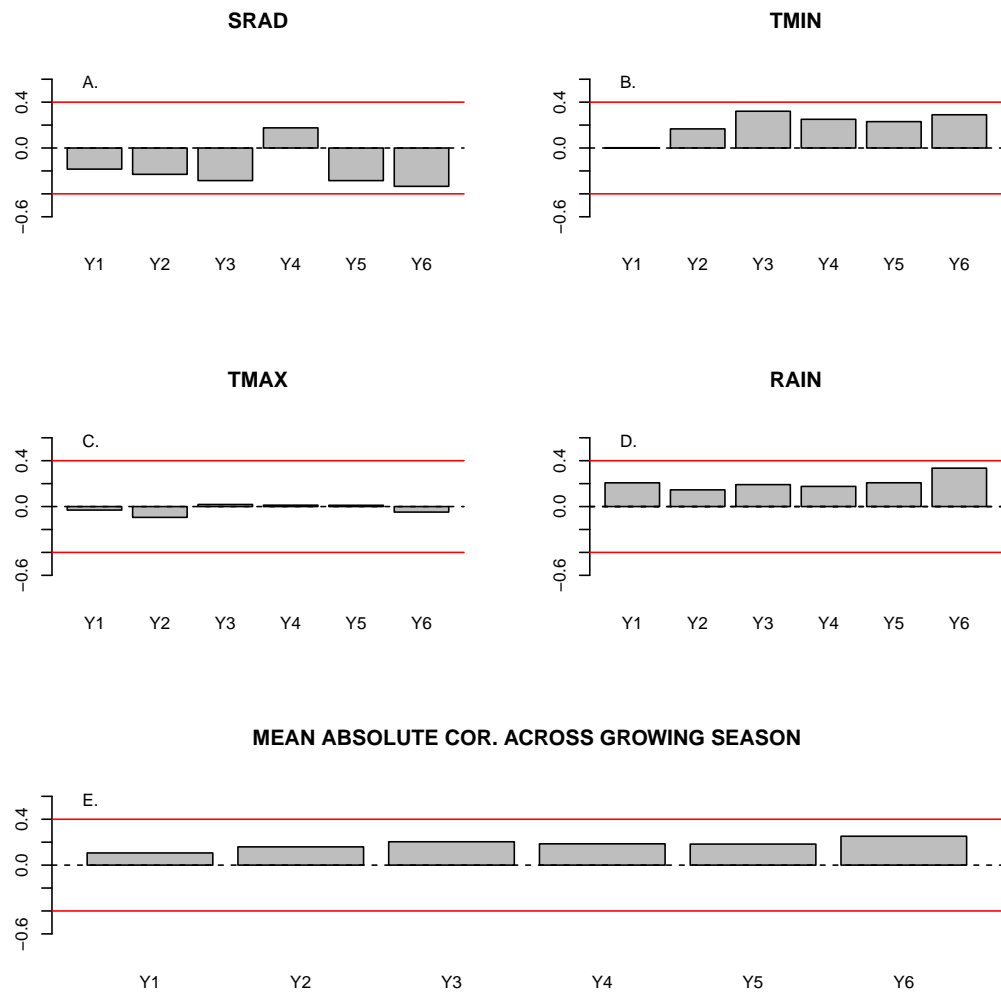 SRAD
A.
0.4
0.0
−0.6
Y1 Y2 Y3 Y4 Y5 Y6
TMIN
B.
0.4
0.0
−0.6
Y1 Y2 Y3 Y4 Y5 Y6
TMAX
C.
0.4
0.0
−0.6
Y1 Y2 Y3 Y4 Y5 Y6
RAIN
D.
0.4
0.0
−0.6
Y1 Y2 Y3 Y4 Y5 Y6
MEAN ABSOLUTE COR. ACROSS GROWING SEASON
E.
0.4
0.0
−0.6
Y1 Y2 Y3 Y4 Y5 Y6